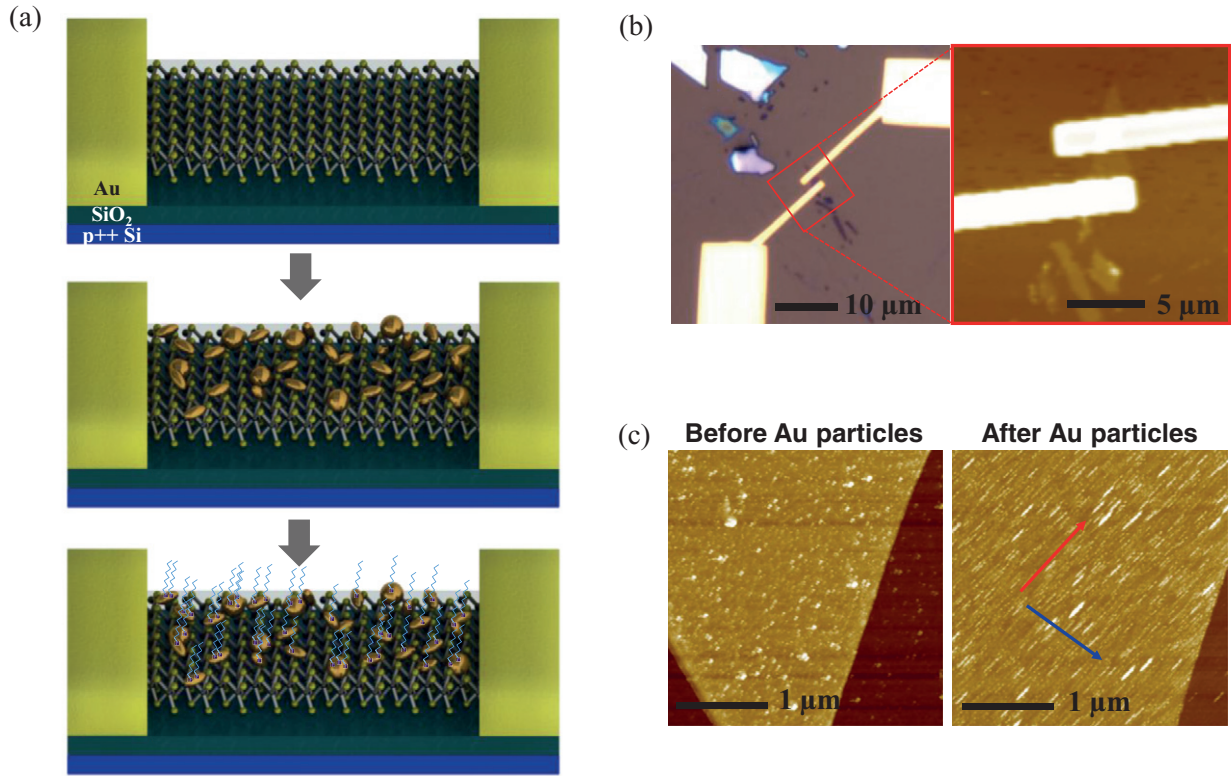 (a)
Au
SiO₂
p++ Si
(b)
10 µm
5 µm
(c)
Before Au particles
After Au particles
1 µm
1 µm